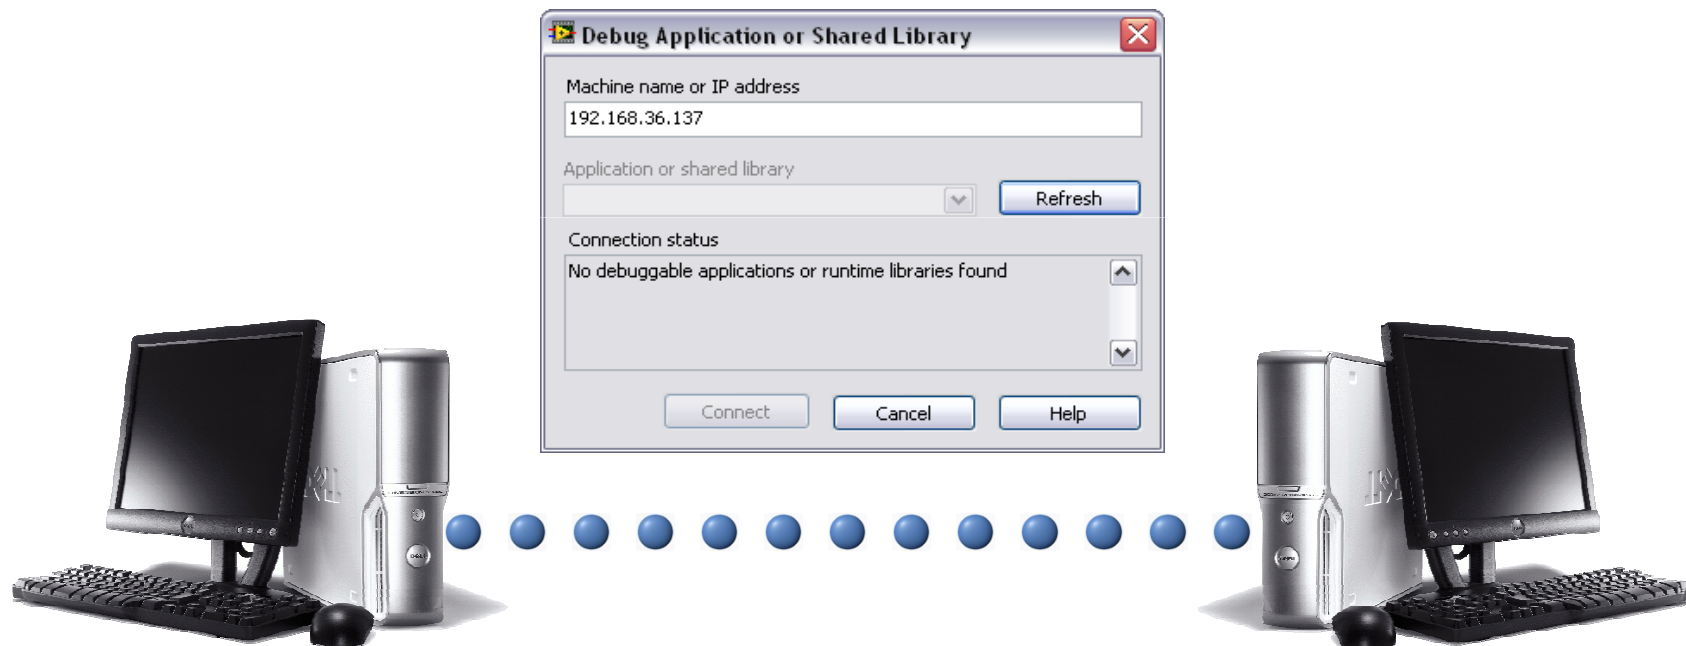 Debug Application or Shared Library
Machine name or IP address
192.168.36.137
Application or shared library
Refresh
Connection status
No debuggable applications or runtime libraries found
Connect
Cancel
Help